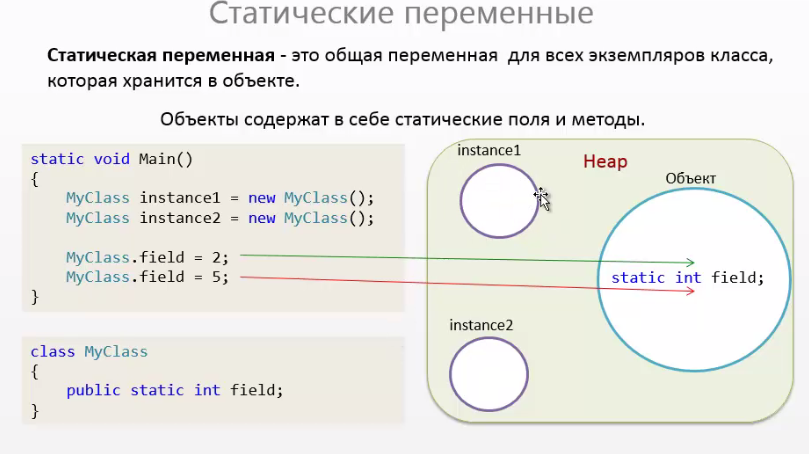 Статические переменные
Статическая переменная - это общая переменная для всех экземпляров класса,
которая хранится в объекте.
Объекты содержат в себе статические поля и методы.
static void Main()
{
MyClass instance1 = new MyClass();
MyClass instance2 = new MyClass();
MyClass.field = 2;
MyClass.field = 5;
}
class MyClass
{
public static int field;
}
instance1
Heap
Объект
static int field;
instance2